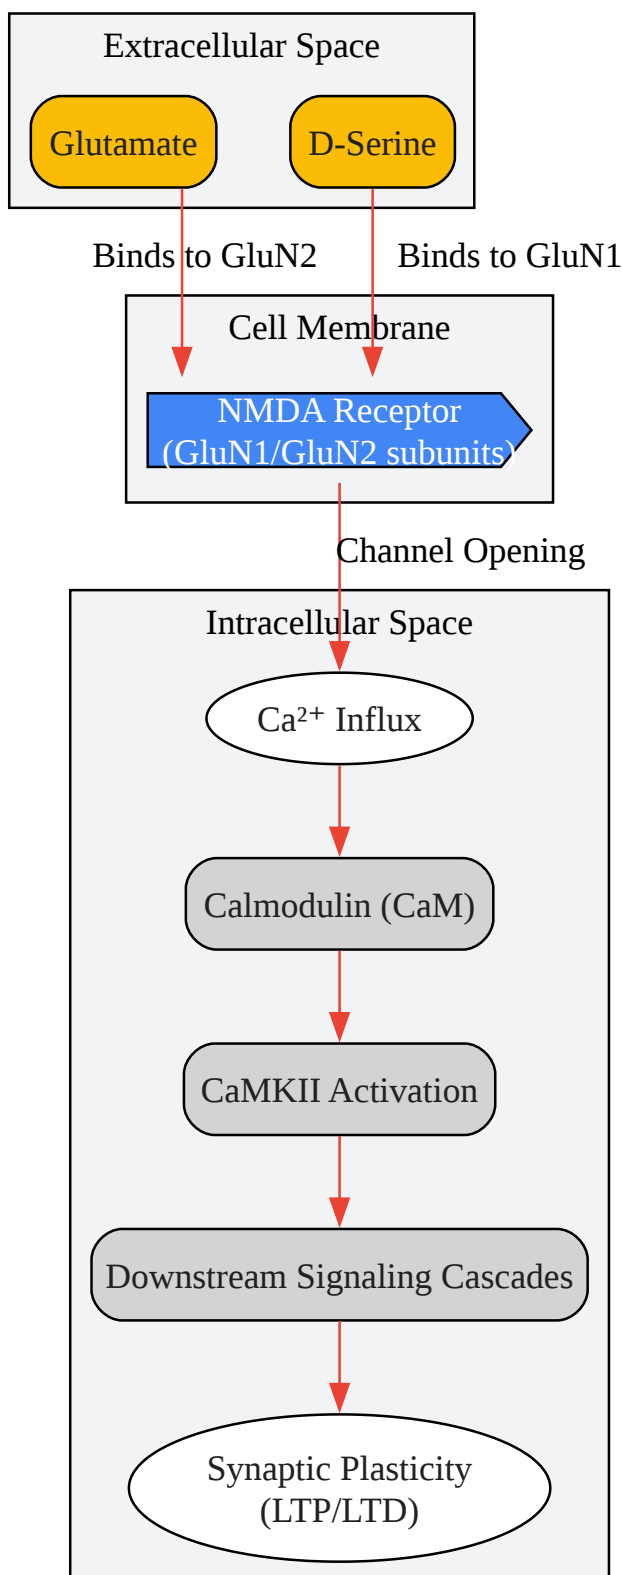 Extracellular Space
Glutamate
D-Serine
Binds to GluN2
Binds to GluN1
Cell Membrane
NMDA Receptor
(GluN1/GluN2 subunits)
Channel Opening
Intracellular Space
Ca²⁺ Influx
Calmodulin (CaM)
CaMKII Activation
Downstream Signaling Cascades
Synaptic Plasticity
(LTP/LTD)